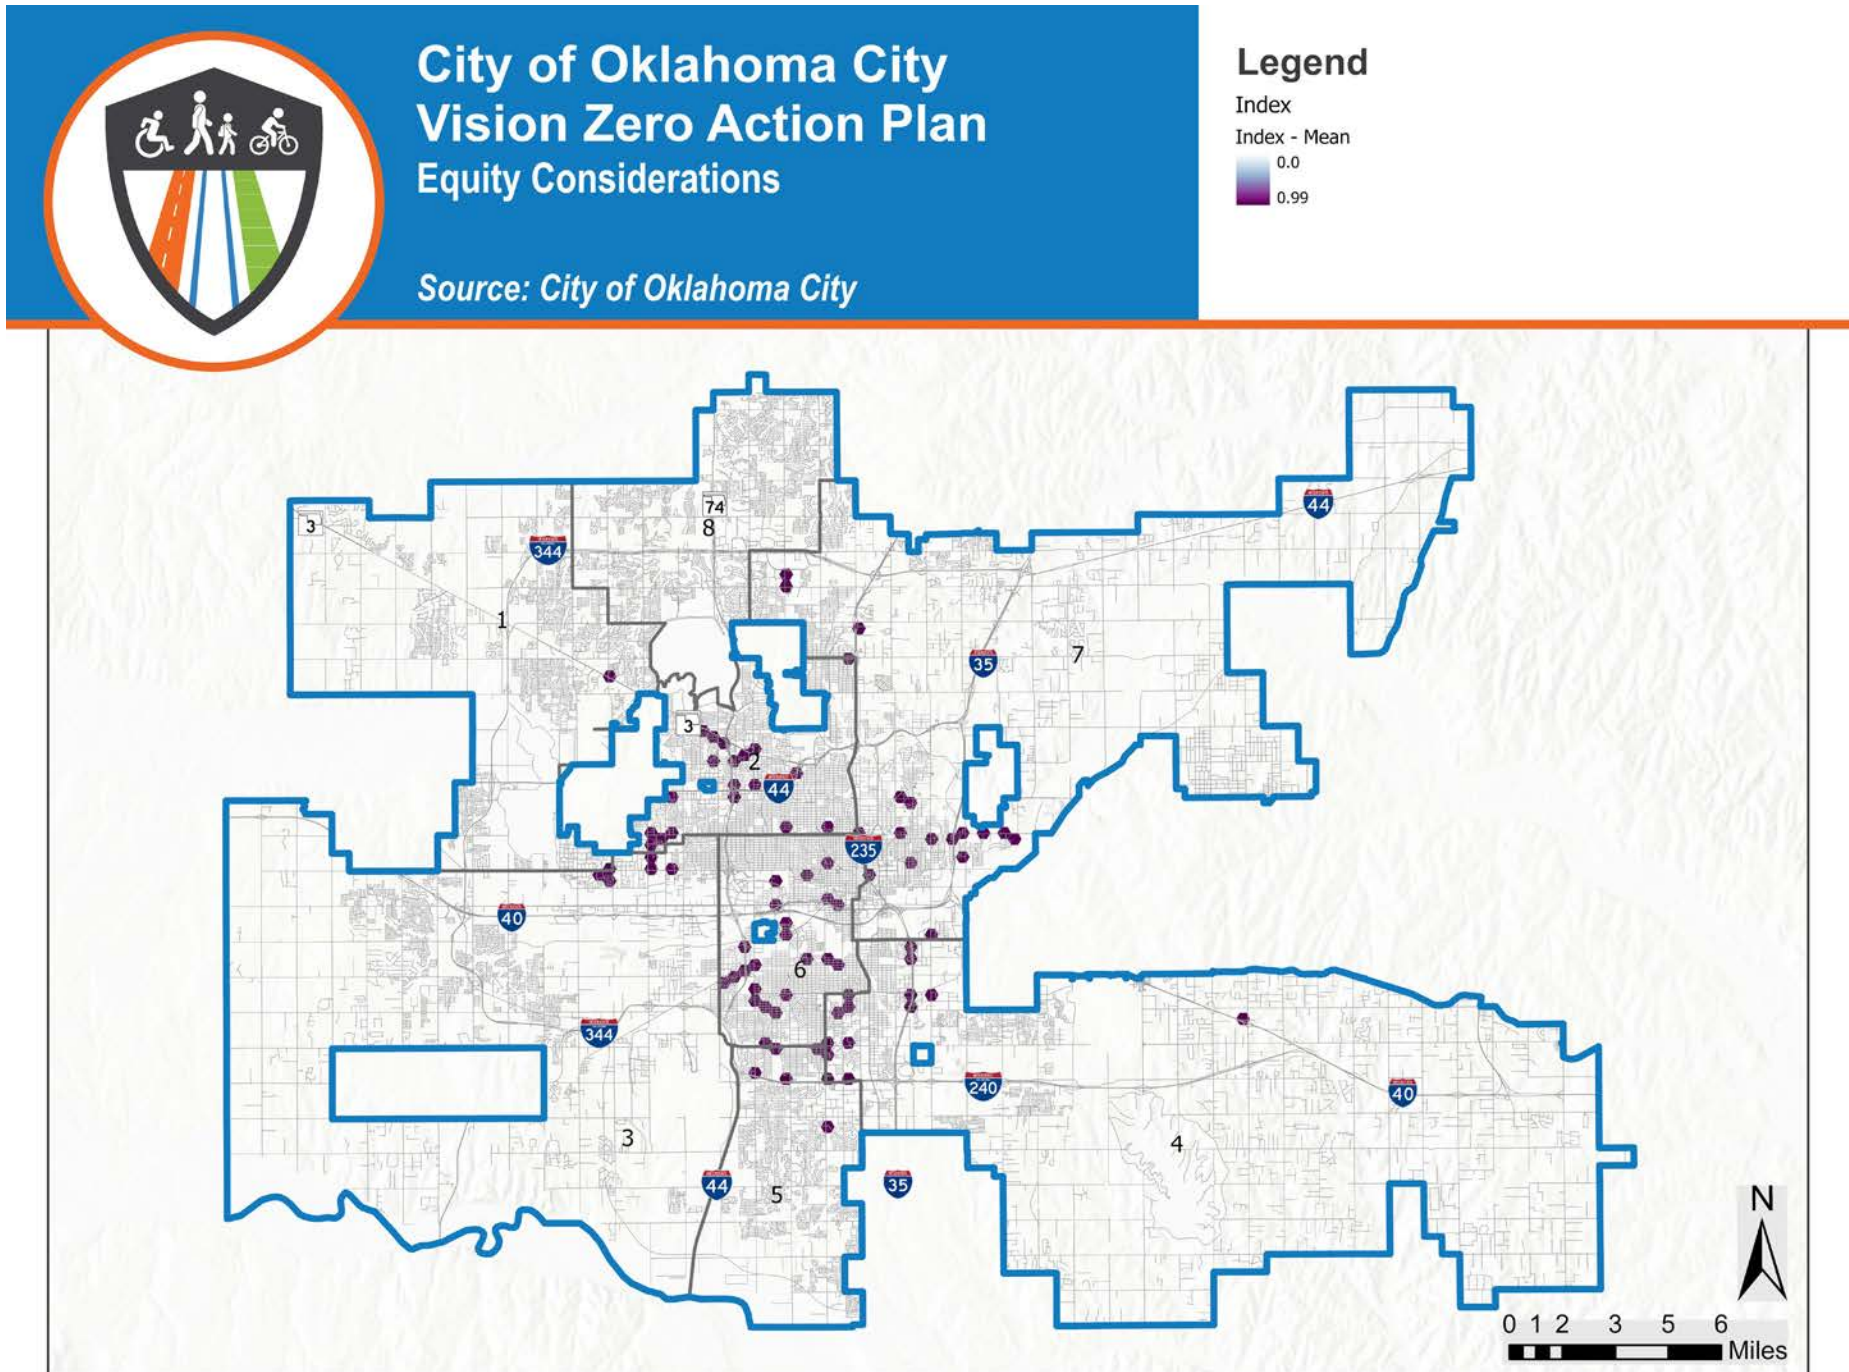 City of Oklahoma City
Vision Zero Action Plan
Equity Considerations
Source: City of Oklahoma City
Legend
Index
Index - Mean
0.0
0.99
74
8
3
44
344
1
7
35
3
2
44
235
40
6
344
240
40
3
4
44
35
5
N
0 1 2 3 5 6
Miles